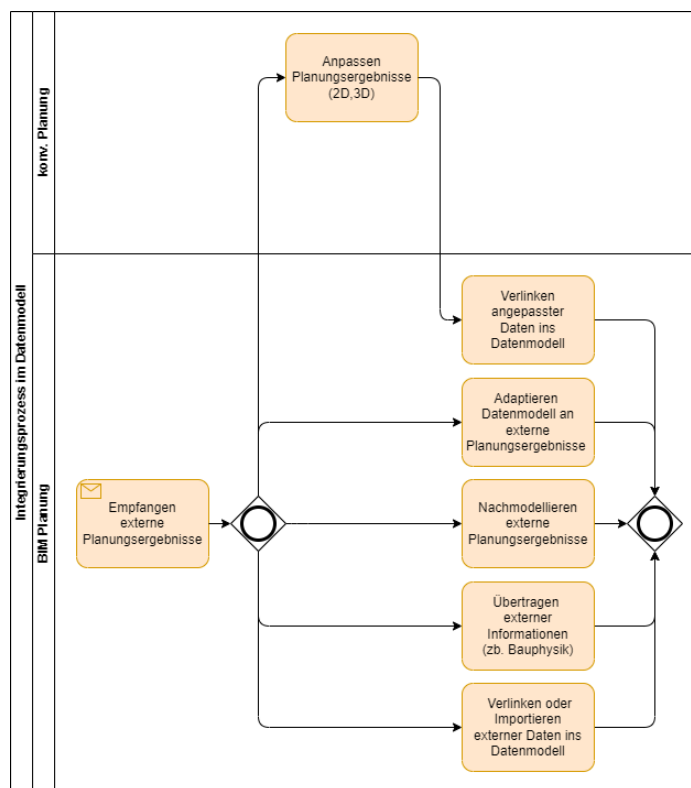 Integrierungsprozess im Datenmodell
konv. Planung
Anpassen
Planungsergebnisse
(2D,3D)
BIM Planung
Empfangen
externe
Planungsergebnisse
Verlinken
angepasster
Daten ins
Datenmodell
Adaptieren
Datenmodell an
externe
Planungsergebnisse
Nachmodellieren
externe
Planungsergebnisse
Übertragen
externer
Informationen
(zb. Bauphysik)
Verlinken oder
Importieren
externer Daten ins
Datenmodell